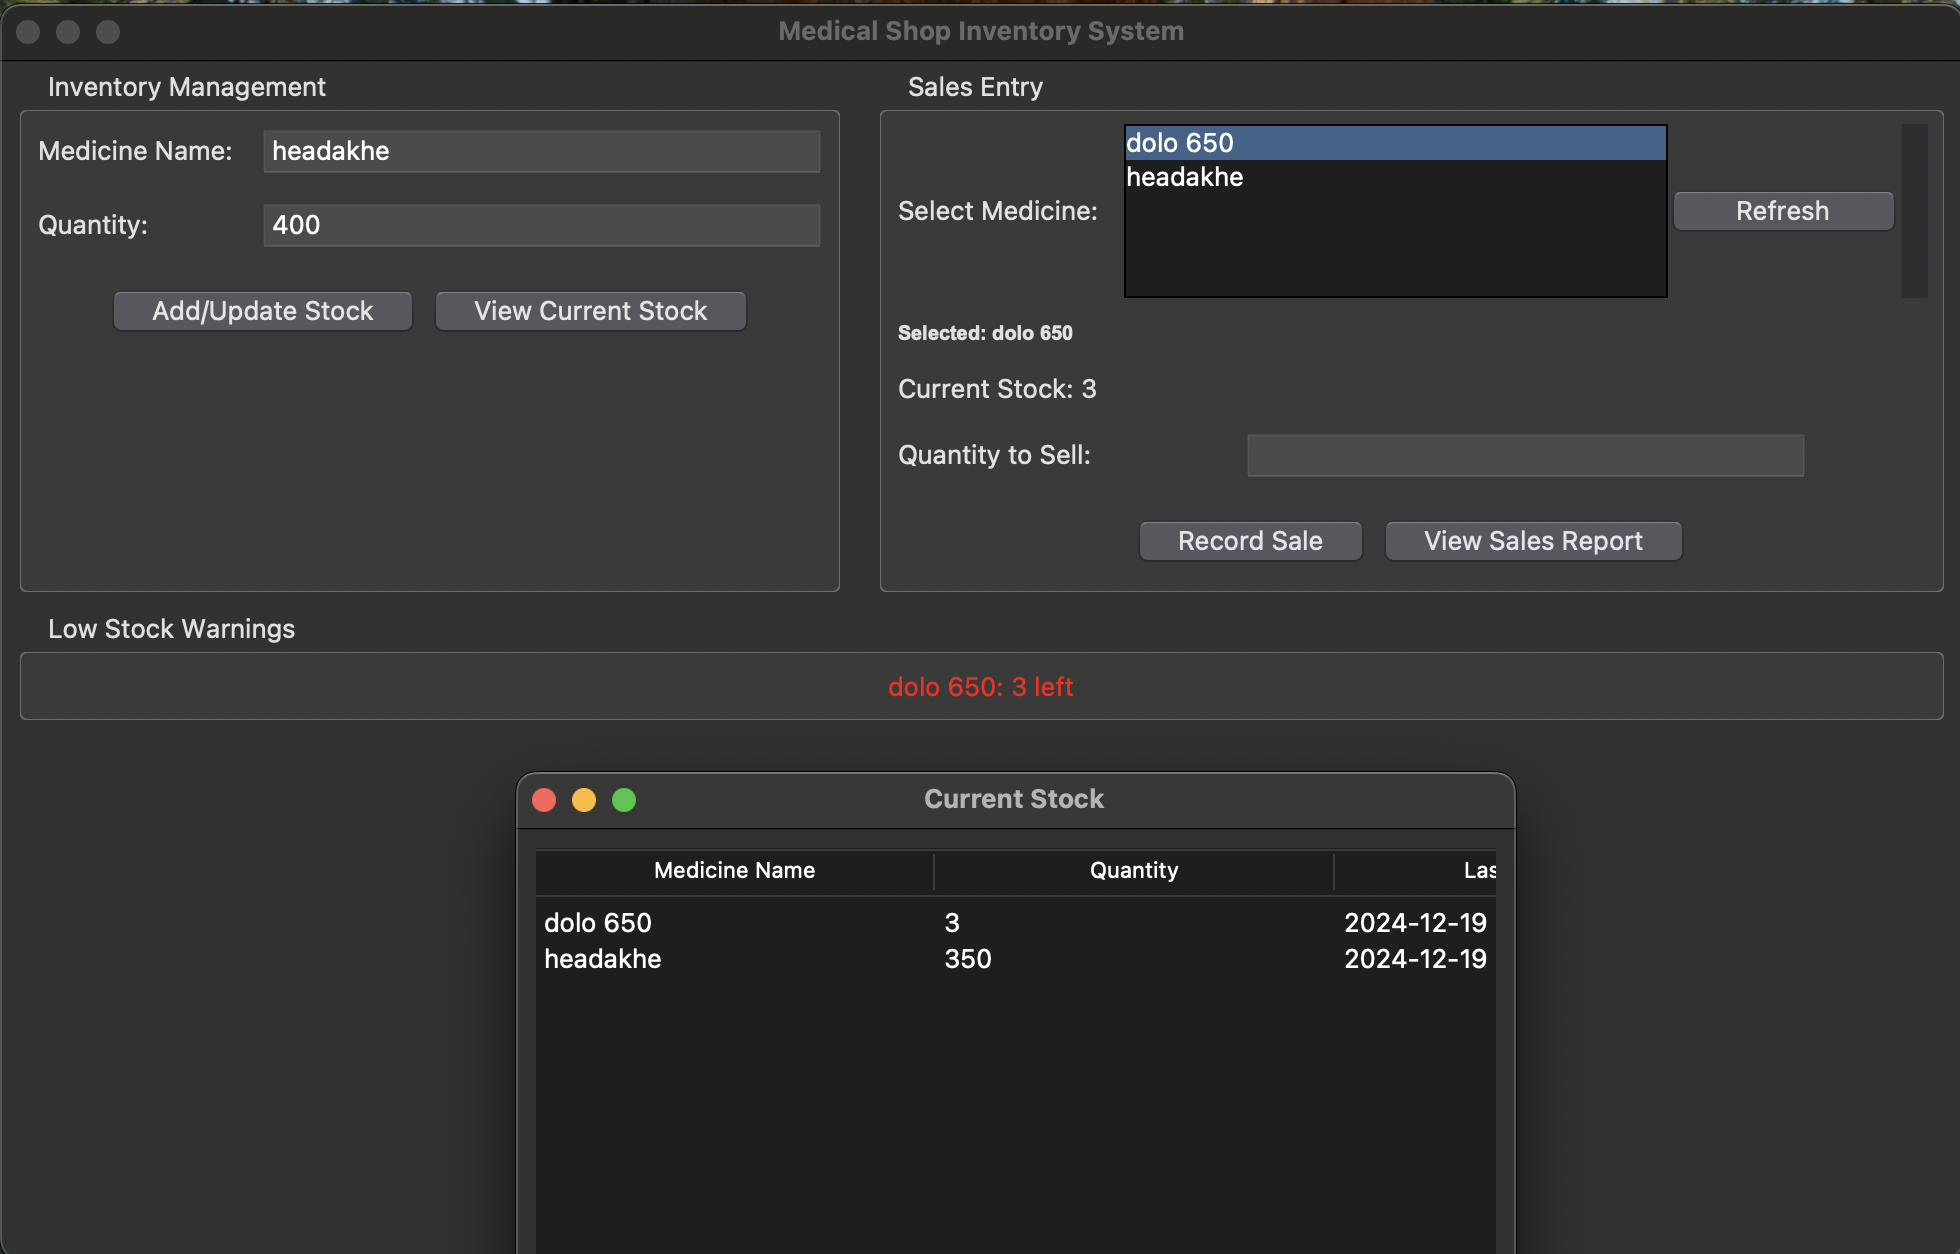 Medical Shop Inventory System
Inventory Management
Medicine Name: headakhe
Quantity: 400
Add/Update Stock View Current Stock
Sales Entry
dolo 650
headakhe
Select Medicine: Refresh
Selected: dolo 650
Current Stock: 3
Quantity to Sell:
Record Sale View Sales Report
Low Stock Warnings
dolo 650: 3 left
Current Stock
Medicine Name Quantity Las
dolo 650 3 2024-12-19
headakhe 350 2024-12-19